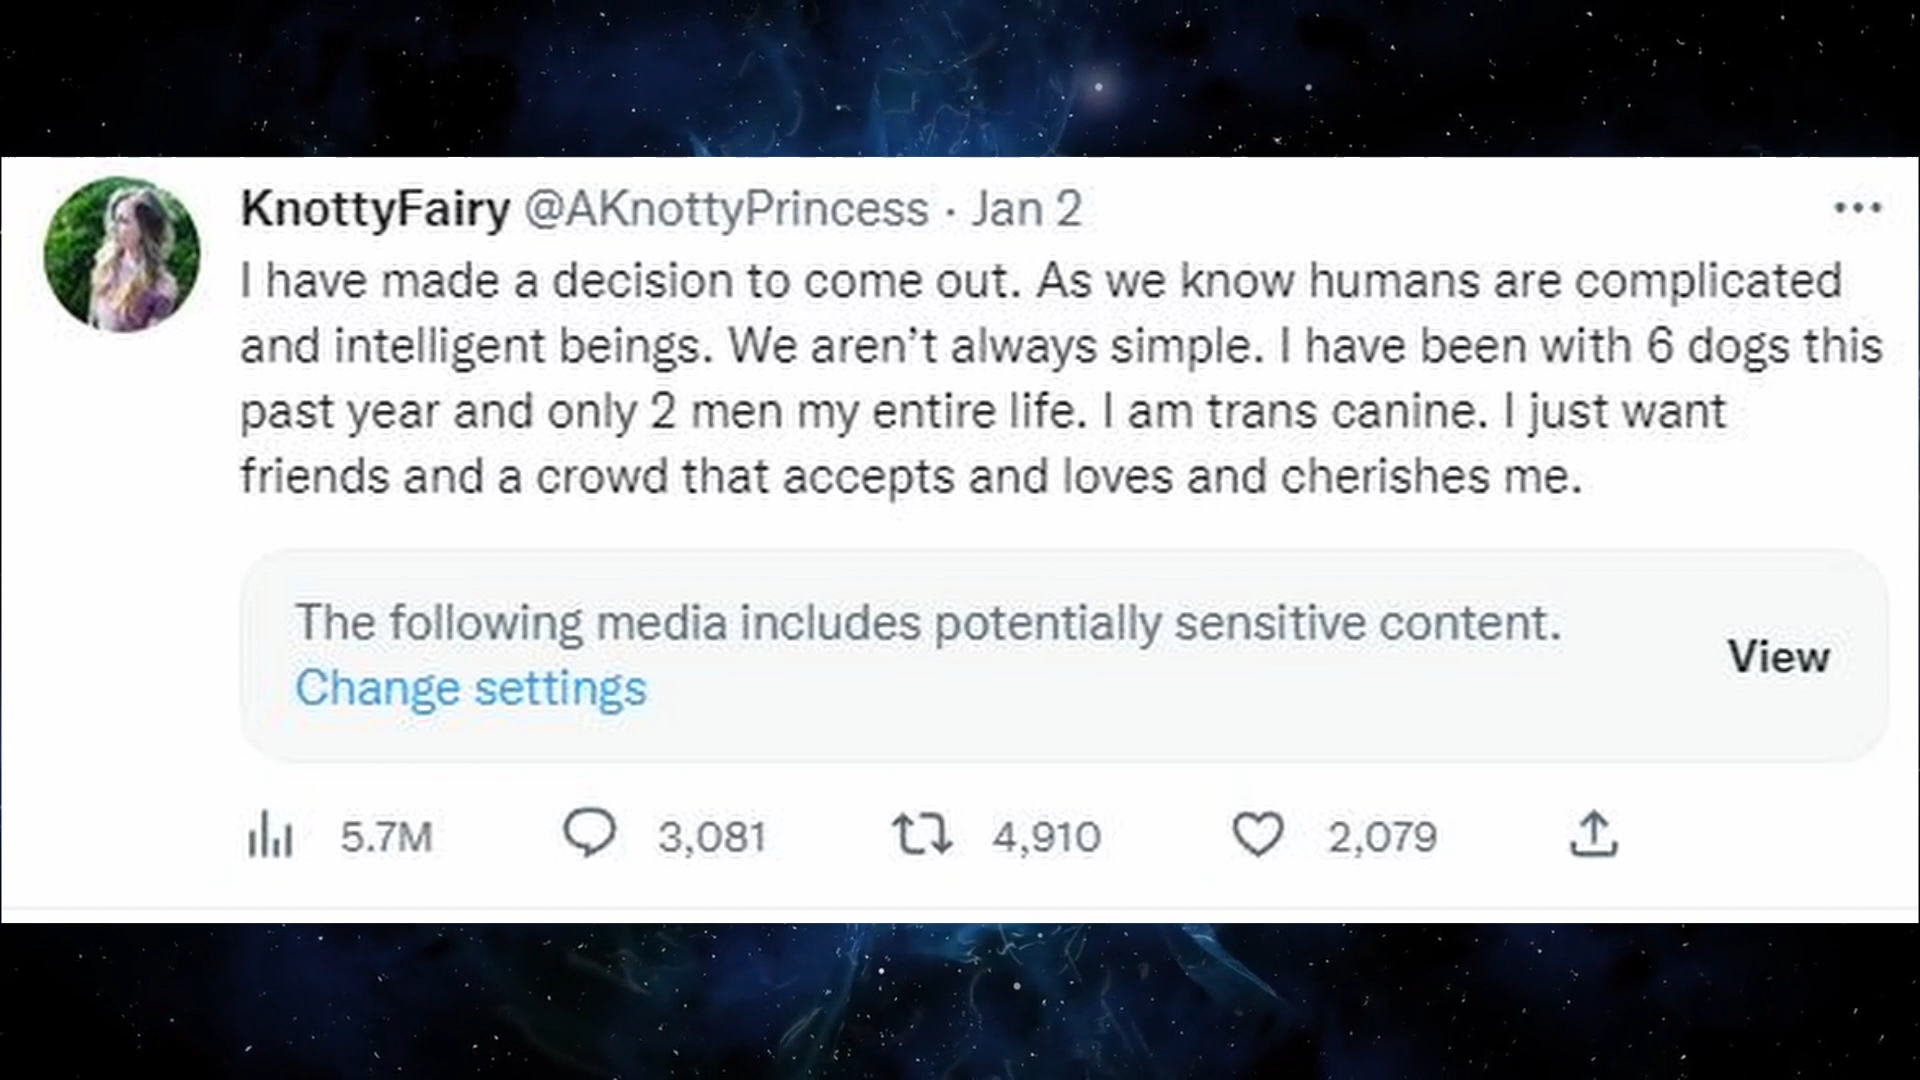 KnottyFairy @AKnottyPrincess · Jan 2
I have made a decision to come out. As we know humans are complicated
and intelligent beings. We aren't always simple. I have been with 6 dogs this
past year and only 2 men my entire life. I am trans canine. I just want
friends and a crowd that accepts and loves and cherishes me.
The following media includes potentially sensitive content.
Change settings
View
5.7M 3,081 4,910 2,079